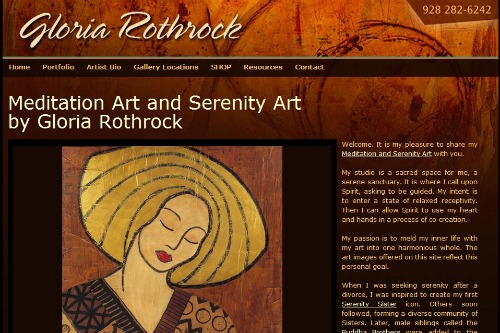 Gloria Rothrock
928 282-6242
Home Portfolio Artist Bio Gallery Locations SHOP Resources Contact
Meditation Art and Serenity Art
by Gloria Rothrock
Welcome. It is my pleasure to share my
Meditation and Serenity Art with you.
My studio is a sacred space for me, a
serene sanctuary. It is where I call upon
Spirit, asking to be guided. My intent is
to enter a state of relaxed receptivity.
Then I can allow Spirit to use my heart
and hands in a process of co-creation.
My passion is to meld my inner life with
my art into one harmonious whole. The
art images offered on this site reflect this
personal goal.
When I was seeking serenity after a
divorce, I was inspired to create my first
Serenity Sister icon. Others soon
followed, forming a diverse community of
Sisters. Later, male siblings called the
Buddha Brothers were added to the